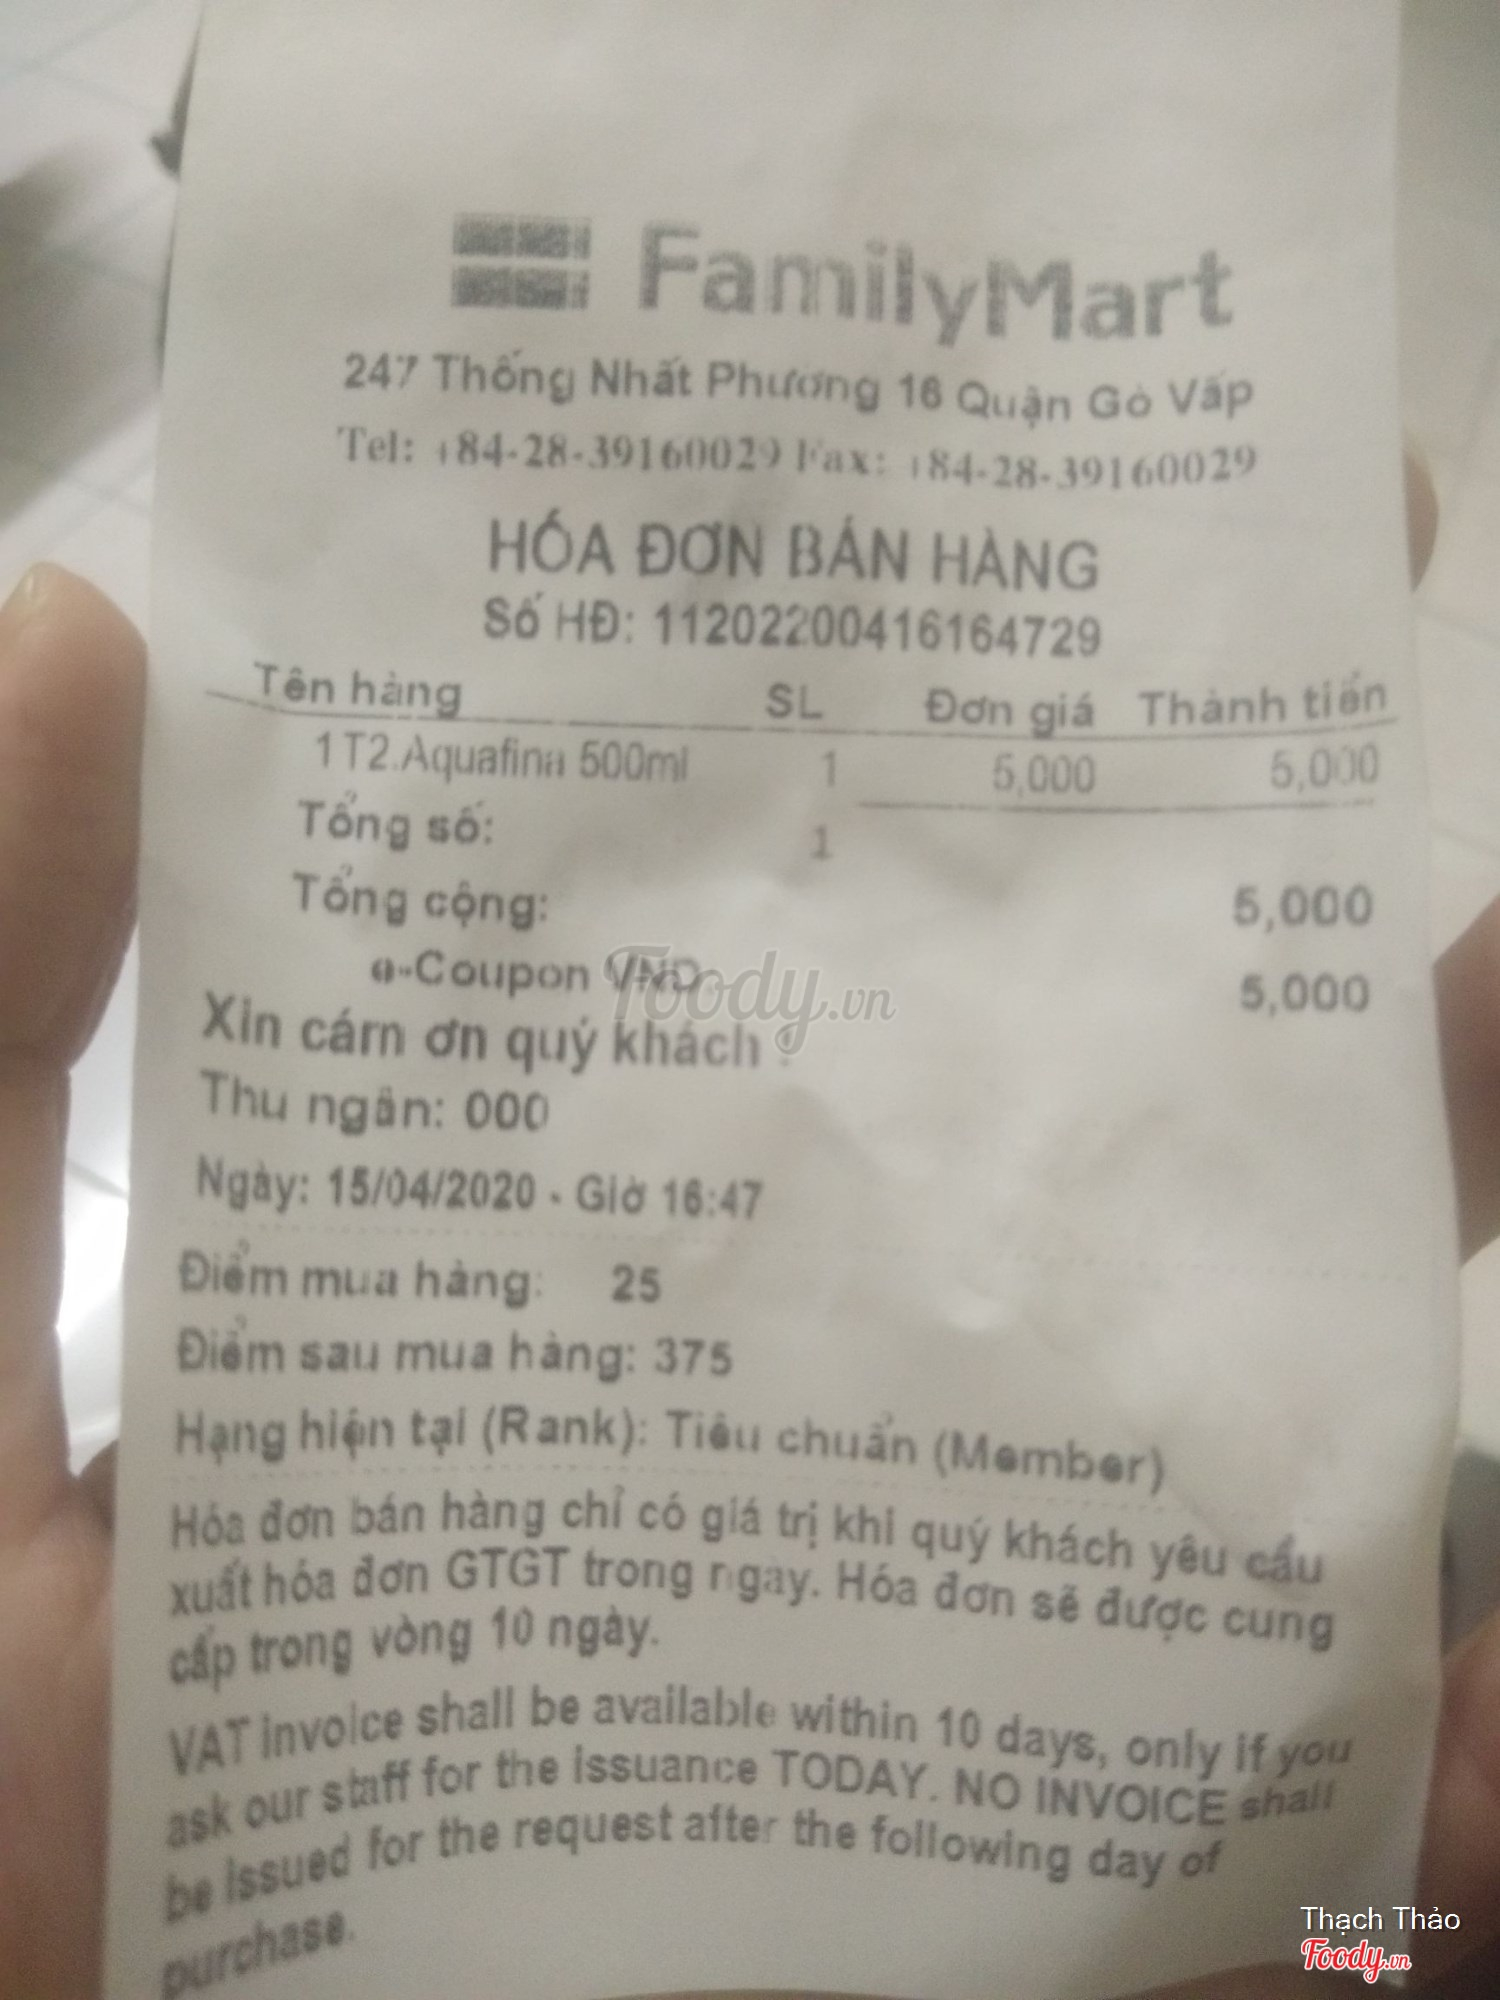 FamilyMart
247 Thống Nhất Phương 16 Quận Gò Vấp
Tel: +84-28-39160029 Fax: +84-28-39160029
HÓA ĐƠN BÁN HÀNG
Số HĐ: 11202200416164729
Tên hàng SL Đơn giá Thành tiền
1 T2.Aquafina 500ml 1 5,000 5,000
Tổng số: 1
Tổng cộng: 5,000
e-Coupon VND 5,000
Foody.vn
Xin cám ơn quý khách !
Thu ngân: 000
Ngày: 15/04/2020 - Giờ 16:47
Điểm mua hàng: 25
Điểm sau mua hàng: 375
Hạng hiện tại (Rank): Tiêu chuẩn (Member)
Hóa đơn bán hàng chỉ có giá trị khi quý khách yêu cầu
xuất hóa đơn GTGT trong ngày. Hóa đơn sẽ được cung
cấp trong vòng 10 ngày.
VAT invoice shall be available within 10 days, only if you
ask our staff for the issuance TODAY. NO INVOICE shall
be issued for the request after the following day of
purchase.
Thạch Thảo
Foody.vn